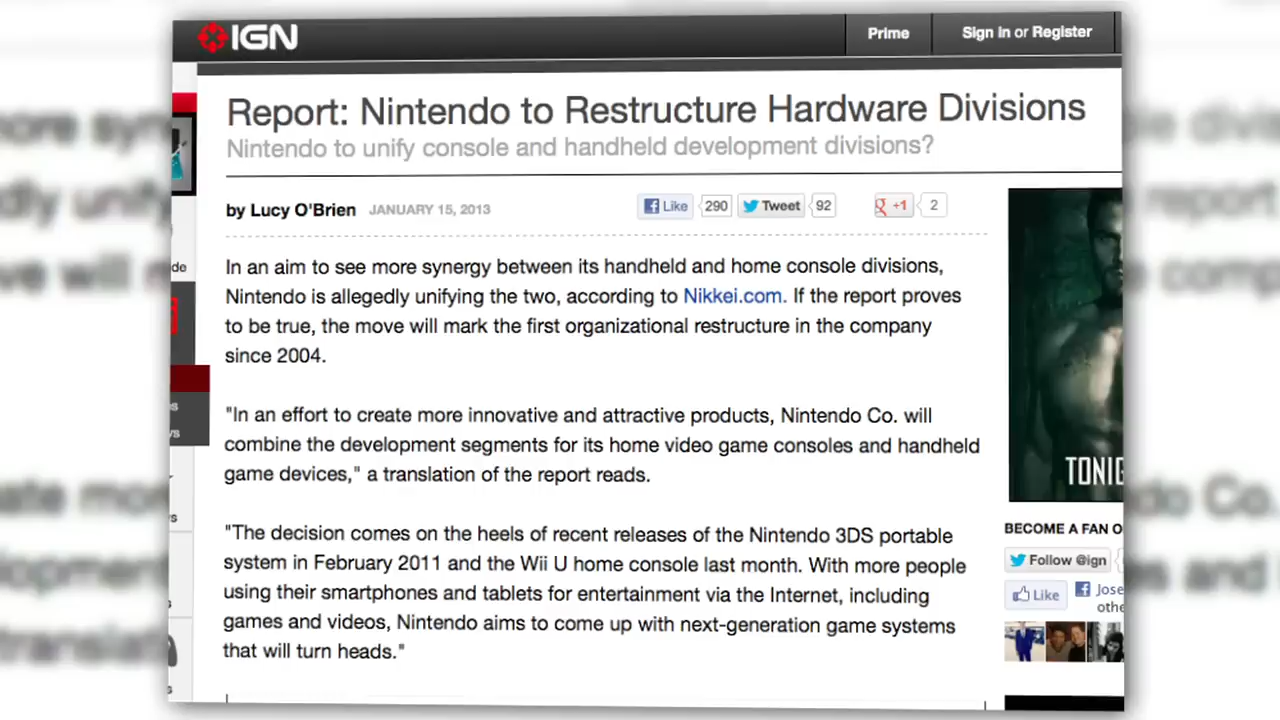 IGN
Prime
Sign in or Register
Report: Nintendo to Restructure Hardware Divisions
Nintendo to unify console and handheld development divisions?
by Lucy O'Brien JANUARY 15, 2013
Like 290 Tweet 92 +1 2
In an aim to see more synergy between its handheld and home console divisions,
Nintendo is allegedly unifying the two, according to Nikkei.com. If the report proves
to be true, the move will mark the first organizational restructure in the company
since 2004.
"In an effort to create more innovative and attractive products, Nintendo Co. will
combine the development segments for its home video game consoles and handheld
game devices," a translation of the report reads.
"The decision comes on the heels of recent releases of the Nintendo 3DS portable
system in February 2011 and the Wii U home console last month. With more people
using their smartphones and tablets for entertainment via the Internet, including
games and videos, Nintendo aims to come up with next-generation game systems
that will turn heads."
TONIG
BECOME A FAN O
Follow @ign
Like
Jose
othe